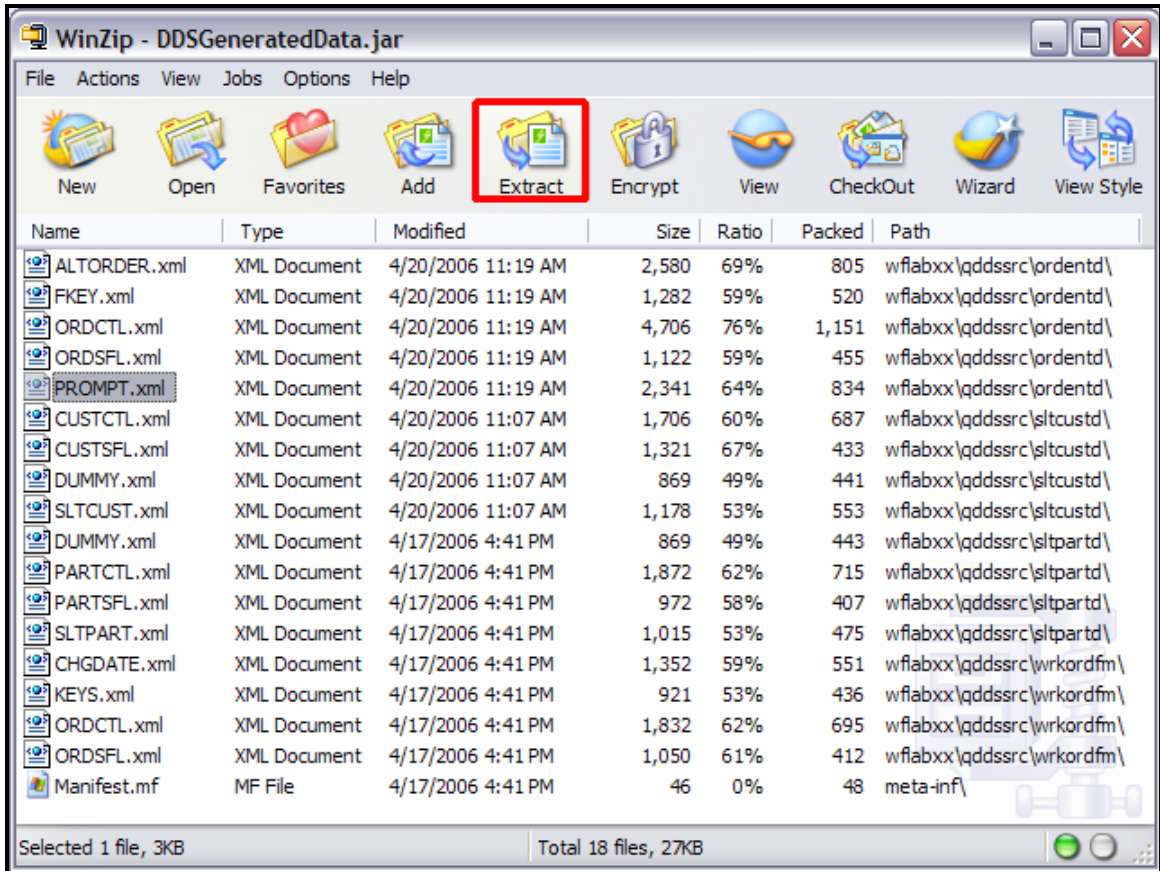 WinZip - DDSGeneratedData.jar
File Actions View Jobs Options Help
New Open Favorites Add Extract Encrypt View CheckOut Wizard View Style
Name Type Modified Size Ratio Packed Path
ALTORDER.xml XML Document 4/20/2006 11:19 AM 2,580 69% 805 wflabxx\qddssrc\ordentd\
FKEY.xml XML Document 4/20/2006 11:19 AM 1,282 59% 520 wflabxx\qddssrc\ordentd\
ORDCTL.xml XML Document 4/20/2006 11:19 AM 4,706 76% 1,151 wflabxx\qddssrc\ordentd\
ORDSFL.xml XML Document 4/20/2006 11:19 AM 1,122 59% 455 wflabxx\qddssrc\ordentd\
PROMPT.xml XML Document 4/20/2006 11:19 AM 2,341 64% 834 wflabxx\qddssrc\ordentd\
CUSTCTL.xml XML Document 4/20/2006 11:07 AM 1,706 60% 687 wflabxx\qddssrc\sltcustd\
CUSTSFL.xml XML Document 4/20/2006 11:07 AM 1,321 67% 433 wflabxx\qddssrc\sltcustd\
DUMMY.xml XML Document 4/20/2006 11:07 AM 869 49% 441 wflabxx\qddssrc\sltcustd\
SLTCUST.xml XML Document 4/20/2006 11:07 AM 1,178 53% 553 wflabxx\qddssrc\sltcustd\
DUMMY.xml XML Document 4/17/2006 4:41 PM 869 49% 443 wflabxx\qddssrc\sltpartd\
PARTCTL.xml XML Document 4/17/2006 4:41 PM 1,872 62% 715 wflabxx\qddssrc\sltpartd\
PARTSFL.xml XML Document 4/17/2006 4:41 PM 972 58% 407 wflabxx\qddssrc\sltpartd\
SLTPART.xml XML Document 4/17/2006 4:41 PM 1,015 53% 475 wflabxx\qddssrc\sltpartd\
CHGDATE.xml XML Document 4/17/2006 4:41 PM 1,352 59% 551 wflabxx\qddssrc\wrkordfm\
KEYS.xml XML Document 4/17/2006 4:41 PM 921 53% 436 wflabxx\qddssrc\wrkordfm\
ORDCTL.xml XML Document 4/17/2006 4:41 PM 1,832 62% 695 wflabxx\qddssrc\wrkordfm\
ORDSFL.xml XML Document 4/17/2006 4:41 PM 1,050 61% 412 wflabxx\qddssrc\wrkordfm\
Manifest.mf MF File 4/17/2006 4:41 PM 46 0% 48 meta-inf\
Selected 1 file, 3KB Total 18 files, 27KB